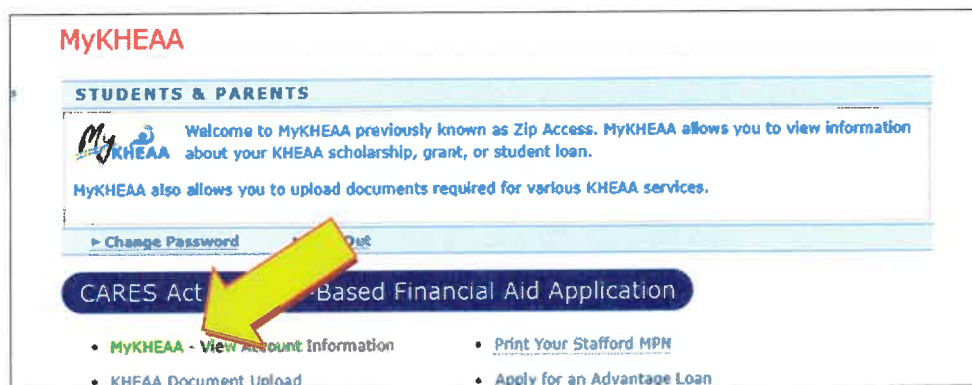 MyKHEAA
STUDENTS & PARENTS
My KHEAA
Welcome to MyKHEAA previously known as Zip Access. MyKHEAA allows you to view information
about your KHEAA scholarship, grant, or student loan.
MyKHEAA also allows you to upload documents required for various KHEAA services.
► Change Password Out
CARES Act -Based Financial Aid Application
• MyKHEAA - View Account Information
• Print Your Stafford MPN
• KHEAA Document Upload
• Apply for an Advantage Loan